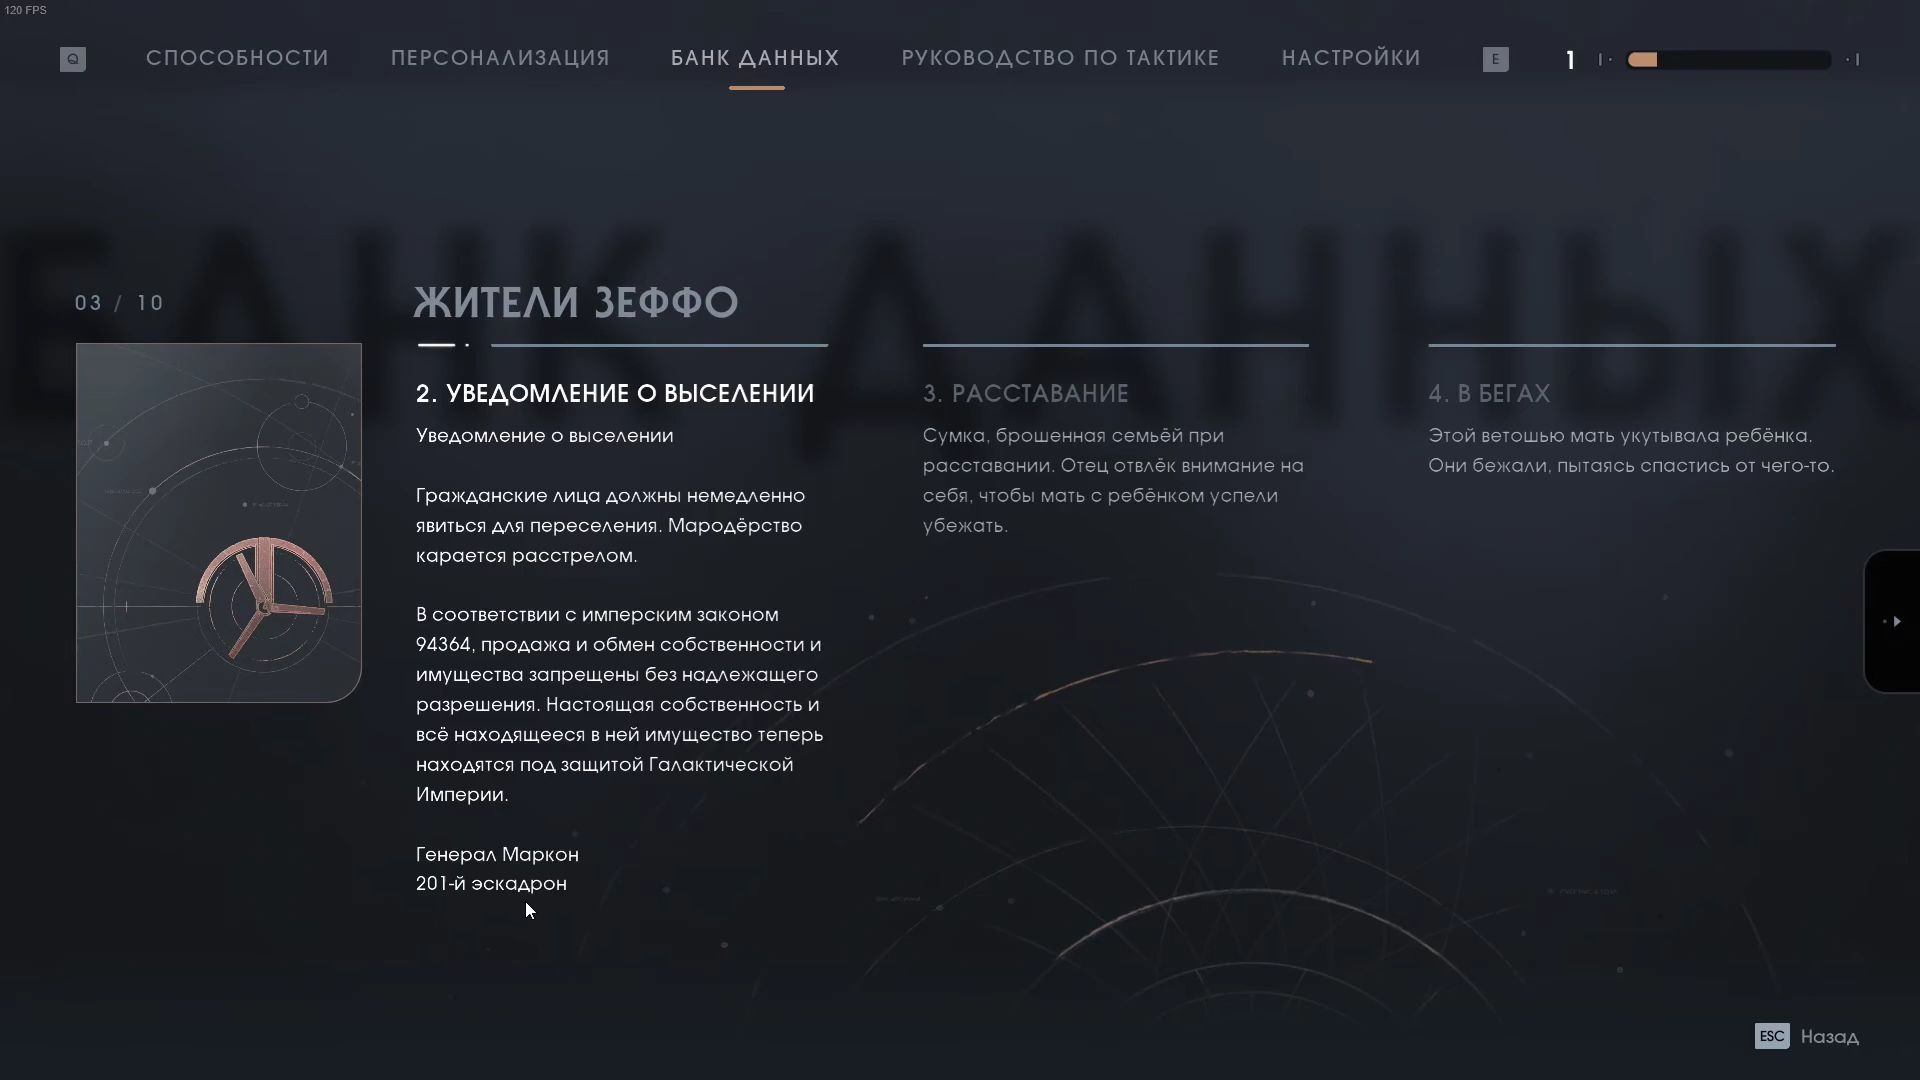 120 FPS
Q
СПОСОБНОСТИ
ПЕРСОНАЛИЗАЦИЯ
БАНК ДАННЫХ
РУКОВОДСТВО ПО ТАКТИКЕ
НАСТРОЙКИ
E
1
БАНК ДАННЫХ
03 / 10
ЖИТЕЛИ ЗЕФФО
2. УВЕДОМЛЕНИЕ О ВЫСЕЛЕНИИ
Уведомление о выселении
Гражданские лица должны немедленно
явиться для переселения. Мародёрство
карается расстрелом.
В соответствии с имперским законом
94364, продажа и обмен собственности и
имущества запрещены без надлежащего
разрешения. Настоящая собственность и
всё находящееся в ней имущество теперь
находятся под защитой Галактической
Империи.
Генерал Маркон
201-й эскадрон
3. РАССТАВАНИЕ
Сумка, брошенная семьёй при
расставании. Отец отвлёк внимание на
себя, чтобы мать с ребёнком успели
убежать.
4. В БЕГАХ
Этой ветошью мать укутывала ребёнка.
Они бежали, пытаясь спастись от чего-то.
ESC Назад